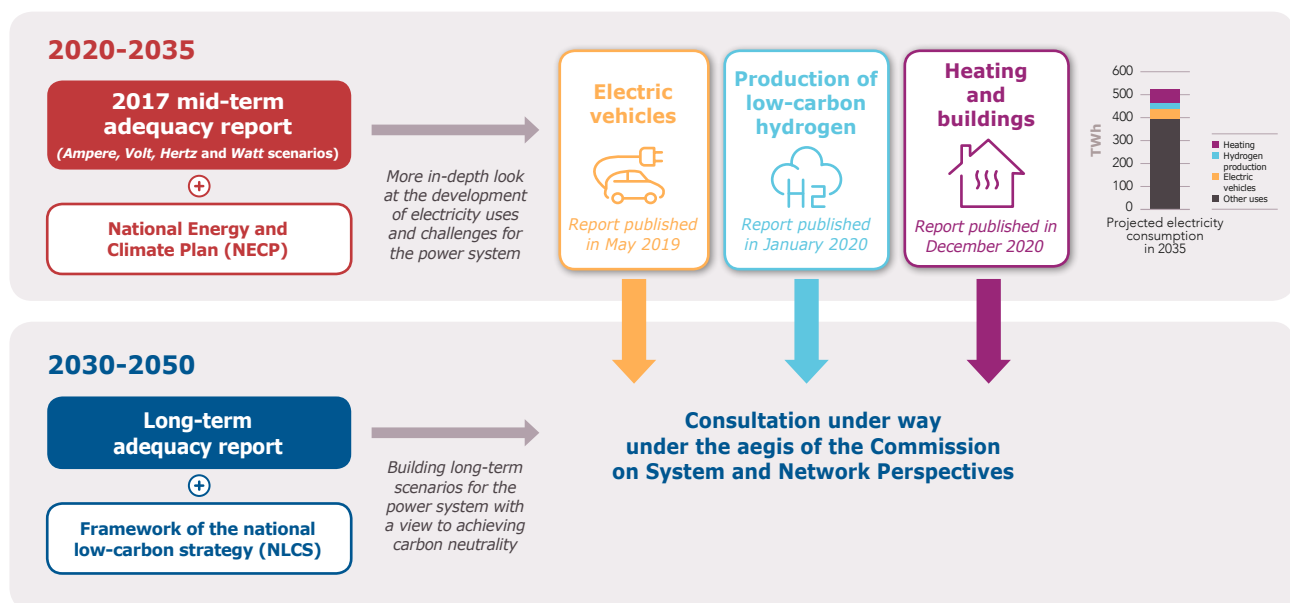 2020-2035
2017 mid-term
adequacy report
(Ampere, Volt, Hertz and Watt scenarios)
National Energy and
Climate Plan (NECP)
More in-depth look
at the development
of electricity uses
and challenges for
the power system
Electric
vehicles
Report published
in May 2019
Production of
low-carbon
hydrogen
H2
Report published
in January 2020
Heating
and
buildings
Report published in
December 2020
TWh
600
500
400
300
200
100
0
Heating
Hydrogen
production
Electric
vehicles
Other uses
Projected electricity
consumption
in 2035
2030-2050
Long-term
adequacy report
Framework of the national
low-carbon strategy (NLCS)
Building long-term
scenarios for the
power system with
a view to achieving
carbon neutrality
Consultation under way
under the aegis of the Commission
on System and Network Perspectives